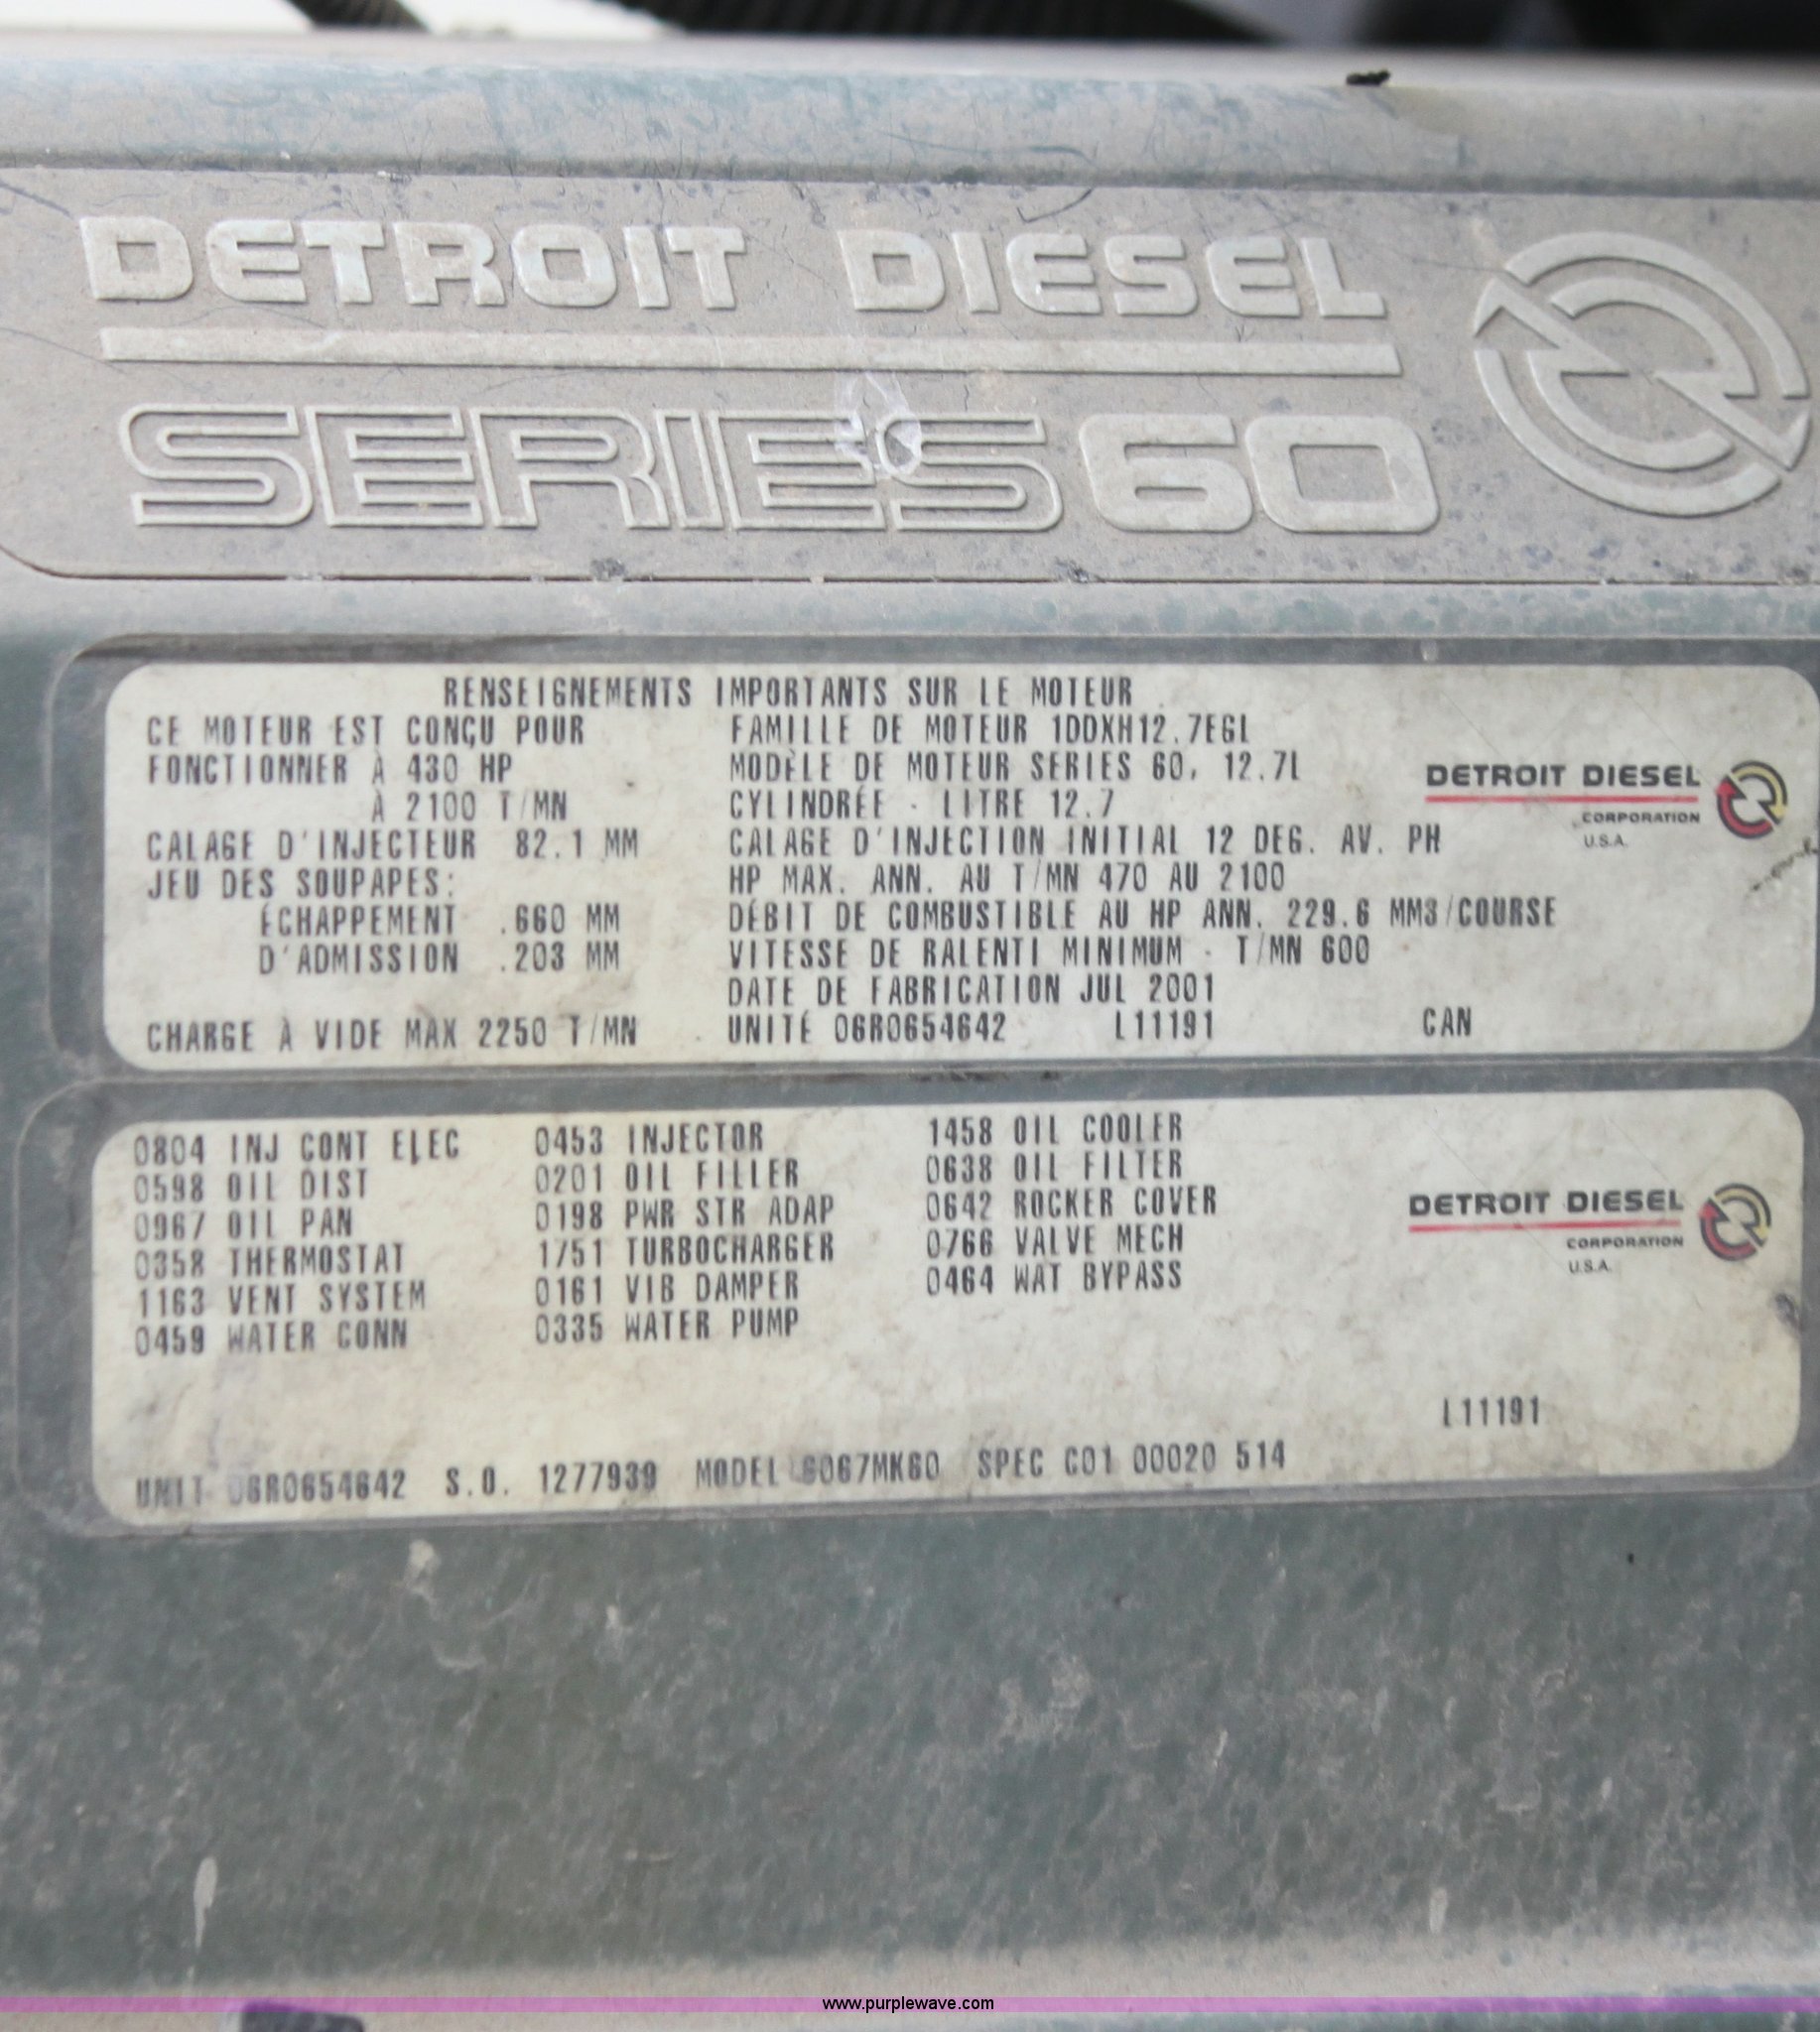 DETROIT DIESEL
SERIES 60
RENSEIGNEMENTS IMPORTANTS SUR LE MOTEUR
CE MOTEUR EST CONÇU POUR
FONCTIONNER À 430 HP
À 2100 T/MN
CALAGE D'INJECTEUR 82.1 MM
JEU DES SOUPAPES:
ÉCHAPPEMENT .660 MM
D'ADMISSION .203 MM
CHARGE À VIDE MAX 2250 T/MN
FAMILLE DE MOTEUR 1DDXH12.7EGL
MODÈLE DE MOTEUR SERIES 60, 12.7L
CYLINDRÉE - LITRE 12.7
CALAGE D'INJECTION INITIAL 12 DEG. AV. PH
HP MAX. ANN. AU T/MN 470 AU 2100
DÉBIT DE COMBUSTIBLE AU HP ANN. 229.6 MM3/COURSE
VITESSE DE RALENTI MINIMUM - T/MN 600
DATE DE FABRICATION JUL 2001
UNITÉ 06R0654642 L11191 CAN
DETROIT DIESEL
CORPORATION
U.S.A.
0804 INJ CONT ELEC
0598 OIL DIST
0967 OIL PAN
0358 THERMOSTAT
1163 VENT SYSTEM
0459 WATER CONN
0453 INJECTOR
0201 OIL FILLER
0198 PWR STR ADAP
1751 TURBOCHARGER
0161 VIB DAMPER
0335 WATER PUMP
1458 OIL COOLER
0638 OIL FILTER
0642 ROCKER COVER
0766 VALVE MECH
0464 WAT BYPASS
DETROIT DIESEL
CORPORATION
U.S.A.
L11191
UNIT 06R0654642 S.O. 1277939 MODEL 6067MK60 SPEC C01 00020 514
www.purplewave.com